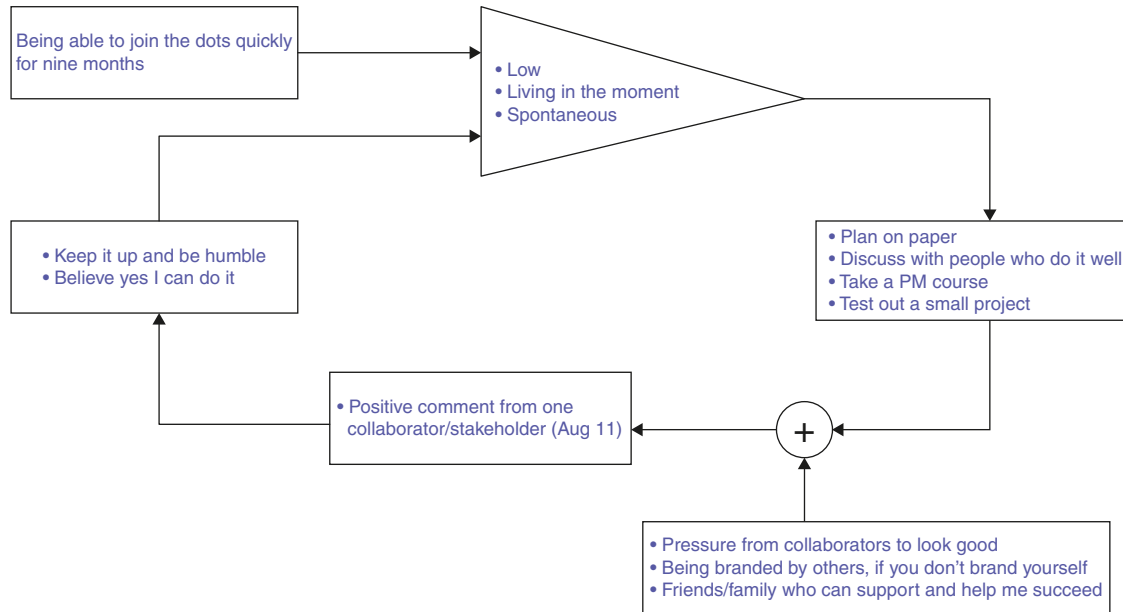 Being able to join the dots quickly
for nine months
• Low
• Living in the moment
• Spontaneous
• Keep it up and be humble
• Believe yes I can do it
• Plan on paper
• Discuss with people who do it well
• Take a PM course
• Test out a small project
• Positive comment from one
collaborator/stakeholder (Aug 11)
+
• Pressure from collaborators to look good
• Being branded by others, if you don’t brand yourself
• Friends/family who can support and help me succeed